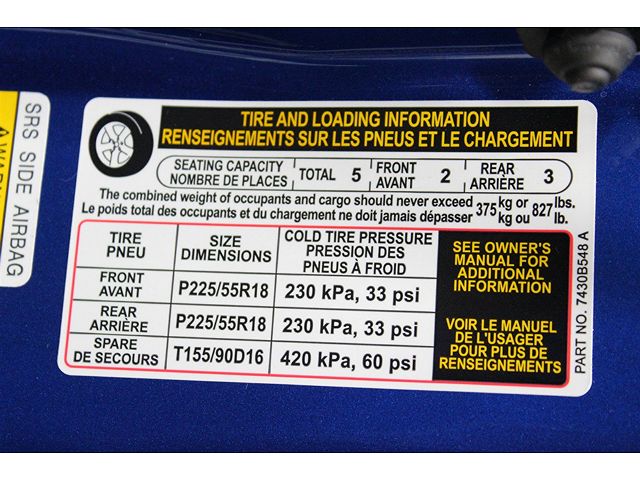 SRS SIDE AIRBAG
TIRE AND LOADING INFORMATION
RENSEIGNEMENTS SUR LES PNEUS ET LE CHARGEMENT
SEATING CAPACITY
NOMBRE DE PLACES
TOTAL 5
FRONT
AVANT
2
REAR
ARRIÈRE
3
The combined weight of occupants and cargo should never exceed 375 kg or 827 lbs.
Le poids total des occupants et du chargement ne doit jamais dépasser kg ou lb.
TIRE
PNEU
SIZE
DIMENSIONS
COLD TIRE PRESSURE
PRESSION DES
PNEUS À FROID
FRONT
AVANT
P225/55R18
230 kPa, 33 psi
REAR
ARRIÈRE
P225/55R18
230 kPa, 33 psi
SPARE
DE SECOURS
T155/90D16
420 kPa, 60 psi
SEE OWNER'S
MANUAL FOR
ADDITIONAL
INFORMATION
VOIR LE MANUEL
DE L'USAGER
POUR PLUS DE
RENSEIGNEMENTS
PART NO. 7430B548 A